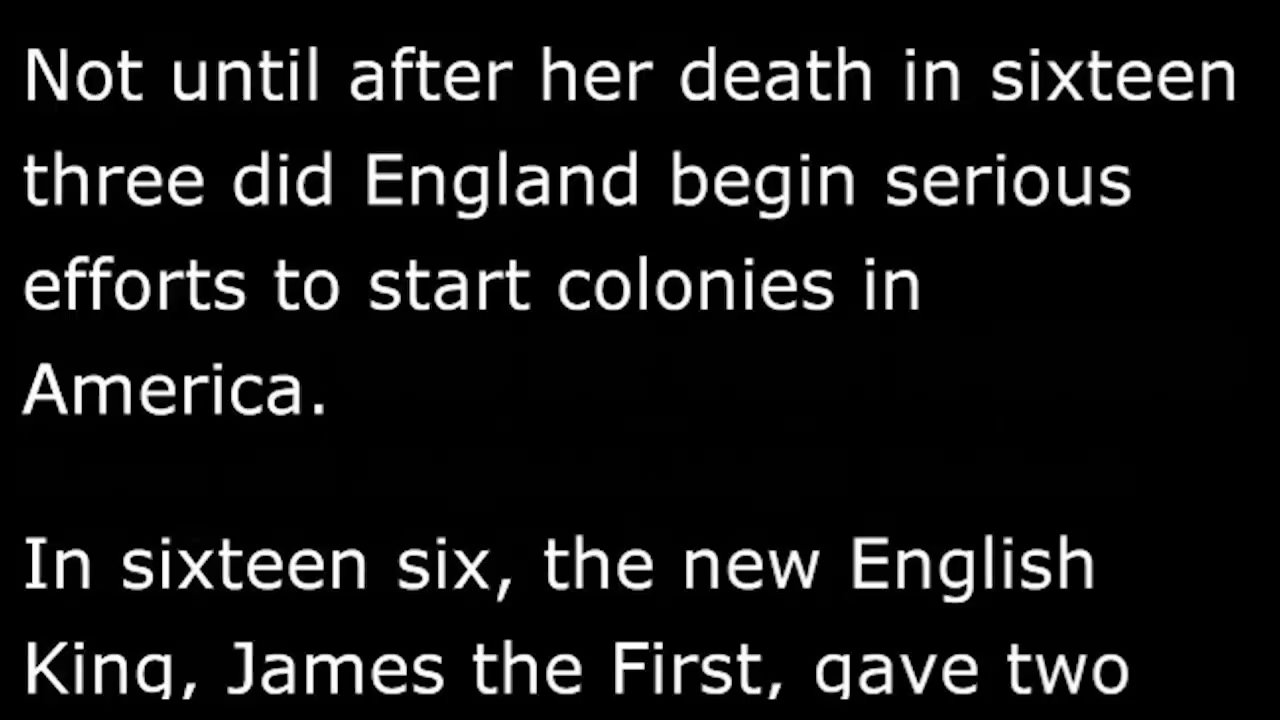 Not until after her death in sixteen
three did England begin serious
efforts to start colonies in
America.
In sixteen six, the new English
King, James the First, gave two